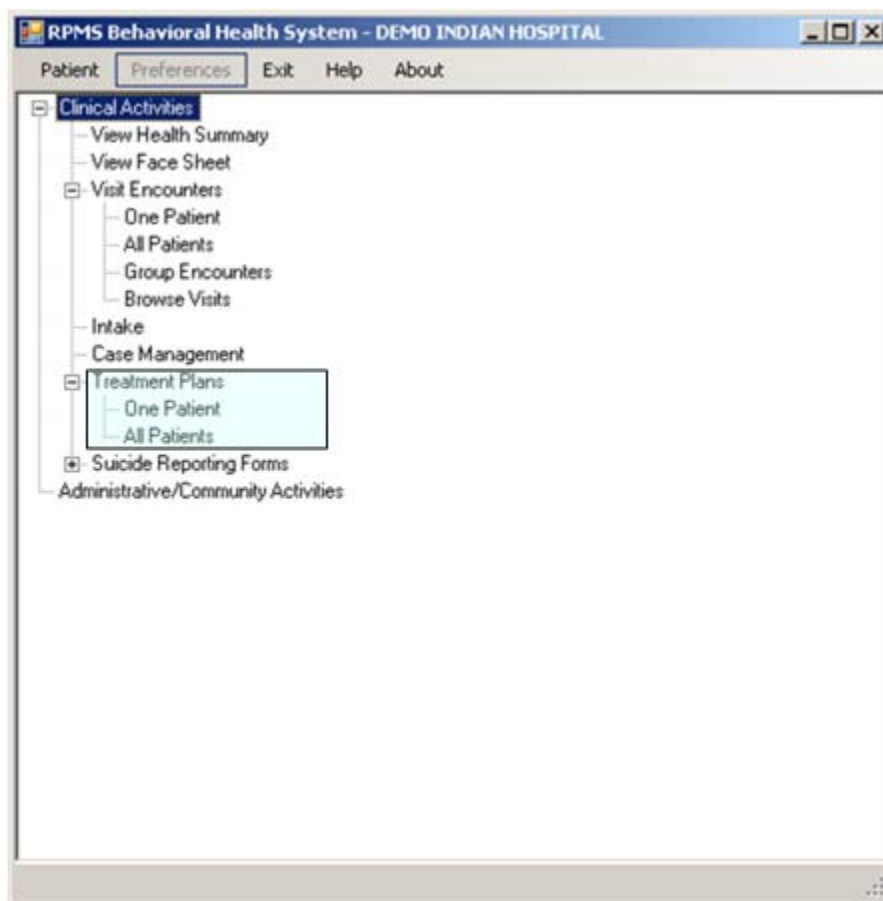 RPMS Behavioral Health System - DEMO INDIAN HOSPITAL
Patient Preferences Exit Help About
Clinical Activities
View Health Summary
View Face Sheet
Visit Encounters
One Patient
All Patients
Group Encounters
Browse Visits
Intake
Case Management
Treatment Plans
One Patient
All Patients
Suicide Reporting Forms
Administrative/Community Activities